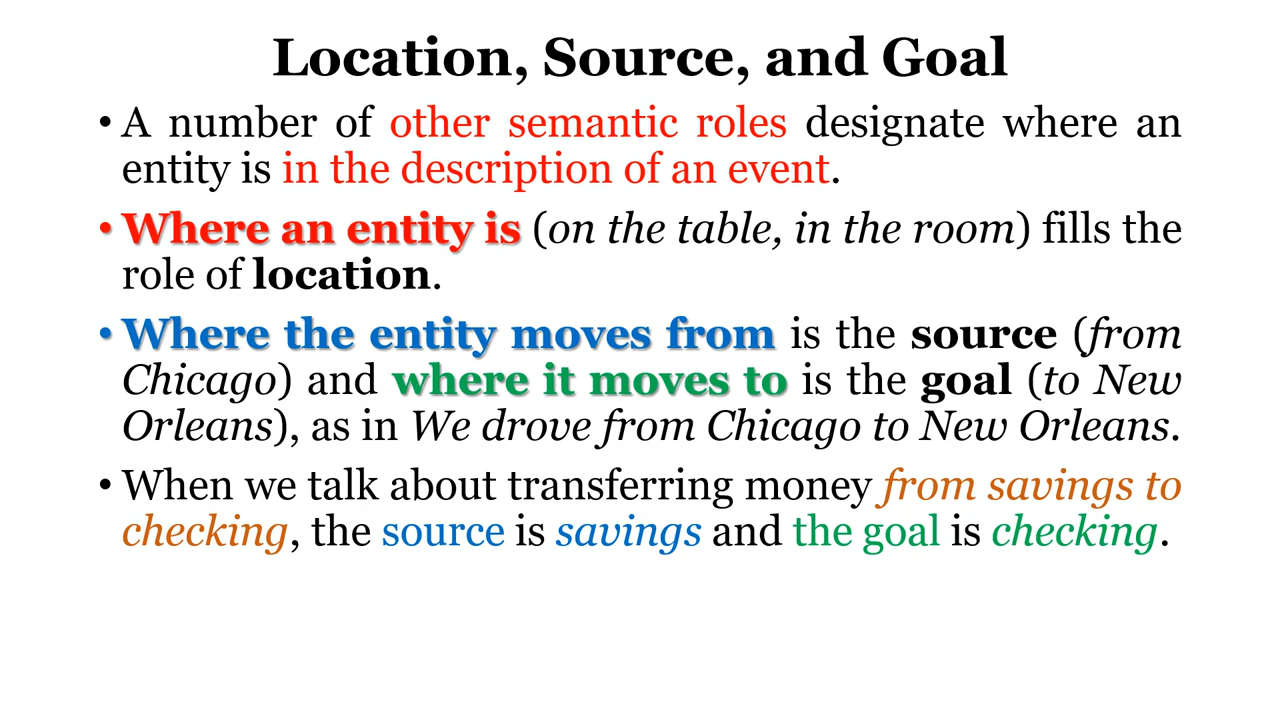 Location, Source, and Goal
• A number of other semantic roles designate where an
entity is in the description of an event.
• Where an entity is (on the table, in the room) fills the
role of location.
• Where the entity moves from is the source (from
Chicago) and where it moves to is the goal (to New
Orleans), as in We drove from Chicago to New Orleans.
• When we talk about transferring money from savings to
checking, the source is savings and the goal is checking.